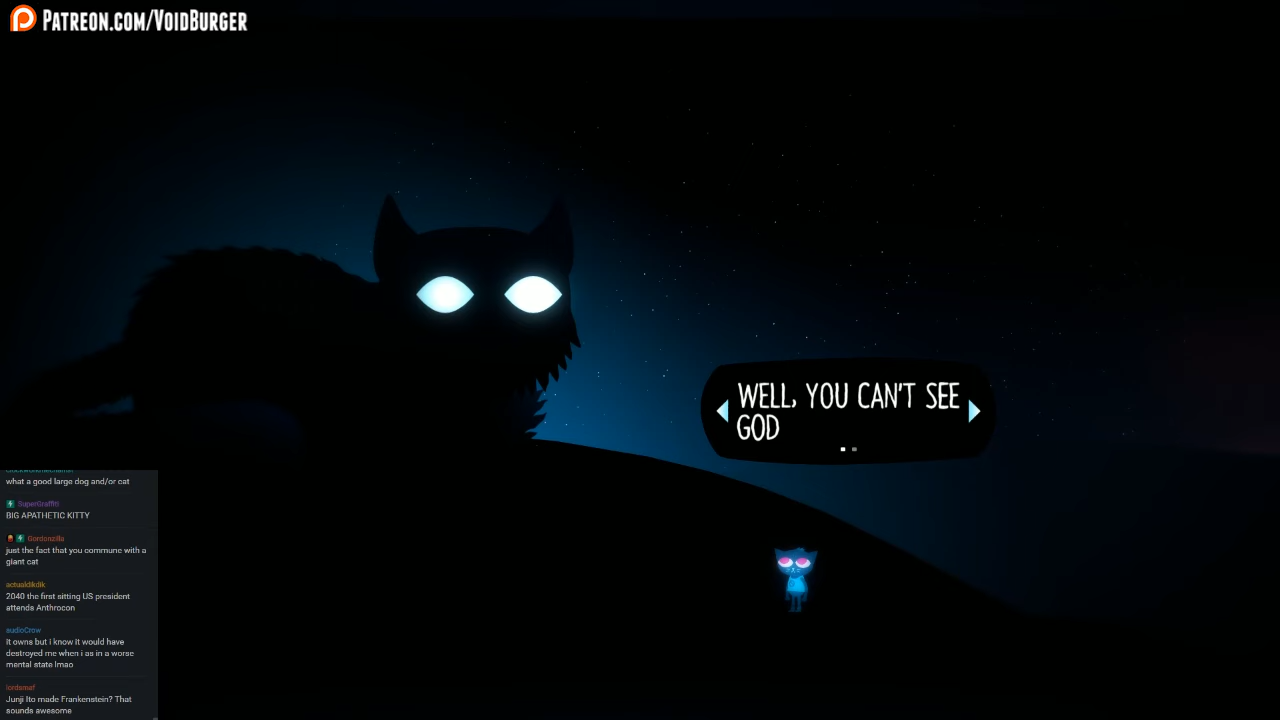 PATREON.COM/VOIDBURGER
WELL, YOU CAN'T SEE
GOD
what a good large dog and/or cat
SuperGraffiti
BIG APATHETIC KITTY
Gordonzilla
just the fact that you commune with a
giant cat
actualdikdik
2040 the first sitting US president
attends Anthrocon
audioCrow
it owns but i know it would have
destroyed me when i as in a worse
mental state lmao
lordsmaf
Junji Ito made Frankenstein? That
sounds awesome